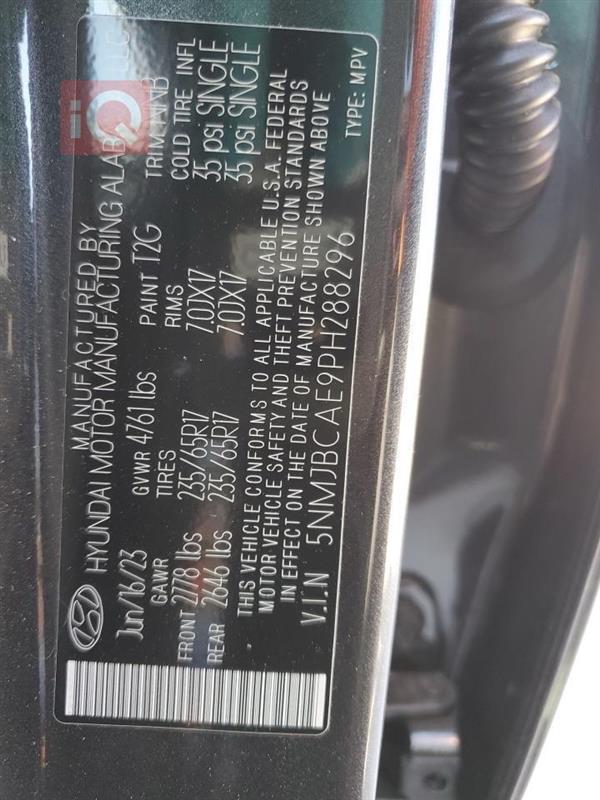 MANUFACTURED BY
HYUNDAI MOTOR MANUFACTURING ALAB LLC
Jun/16/23 GVWR 4761 lbs PAINT T2G TRIM NNB
GAWR TIRES RIMS COLD TIRE INFL
FRONT 2778 lbs 235/65R17 7.0JX17 35 psi SINGLE
REAR 2646 lbs 235/65R17 7.0JX17 35 psi SINGLE
THIS VEHICLE CONFORMS TO ALL APPLICABLE U.S.A. FEDERAL
MOTOR VEHICLE SAFETY AND THEFT PREVENTION STANDARDS
IN EFFECT ON THE DATE OF MANUFACTURE SHOWN ABOVE
V.I.N 5NMJBCAE9PH288296 TYPE: MPV
iQ